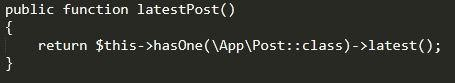 public function latestPost()
{
    return $this->hasOne(\App\Post::class)->latest();
}